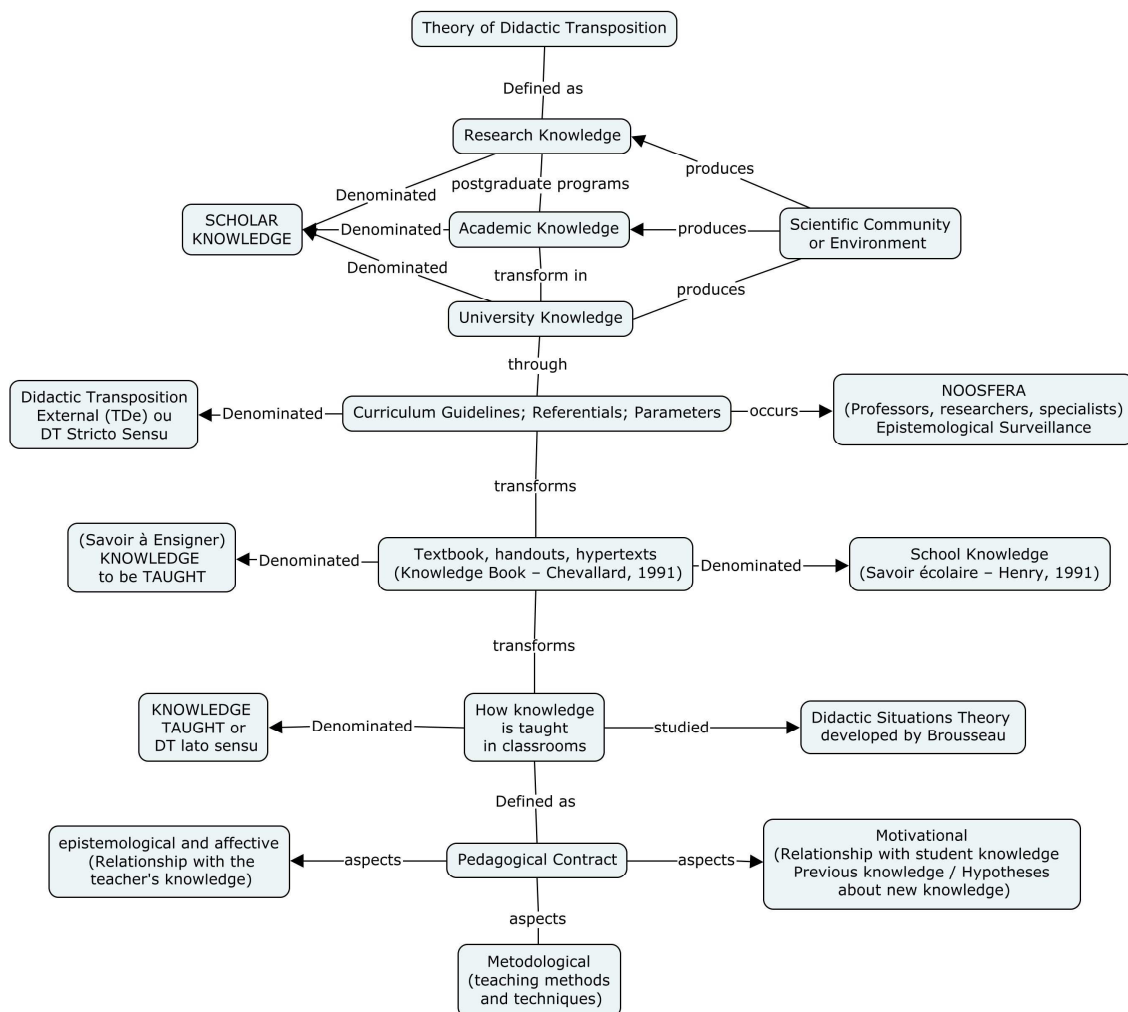 Theory of Didactic Transposition
Defined as
Research Knowledge
produces
postgraduate programs
Denominated
SCHOLAR
KNOWLEDGE
Denominated
Academic Knowledge
produces
Scientific Community
or Environment
Denominated
transform in
produces
University Knowledge
through
Didactic Transposition
External (TDe) ou
DT Stricto Sensu
Denominated
Curriculum Guidelines; Referentials; Parameters
occurs
NOOSFERA
(Professors, researchers, specialists)
Epistemological Surveillance
transforms
(Savoir à Ensigner)
KNOWLEDGE
to be TAUGHT
Denominated
Textbook, handouts, hypertexts
(Knowledge Book – Chevallard, 1991)
Denominated
School Knowledge
(Savoir écolaire – Henry, 1991)
transforms
KNOWLEDGE
TAUGHT or
DT lato sensu
Denominated
How knowledge
is taught
in classrooms
studied
Didactic Situations Theory
developed by Brousseau
Defined as
epistemological and affective
(Relationship with the
teacher's knowledge)
aspects
Pedagogical Contract
aspects
Motivational
(Relationship with student knowledge
Previous knowledge / Hypotheses
about new knowledge)
aspects
Metodological
(teaching methods
and techniques)